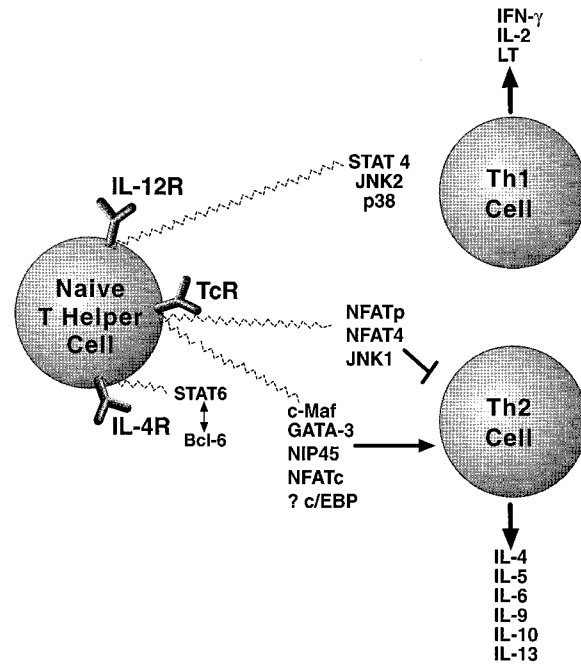 IFN-γ
IL-2
LT
STAT 4
JNK2
p38
Th1
Cell
IL-12R
Naive
T Helper
Cell
TcR
NFATp
NFAT4
JNK1
STAT6
Bcl-6
IL-4R
c-Maf
GATA-3
NIP45
NFATc
? c/EBP
Th2
Cell
IL-4
IL-5
IL-6
IL-9
IL-10
IL-13